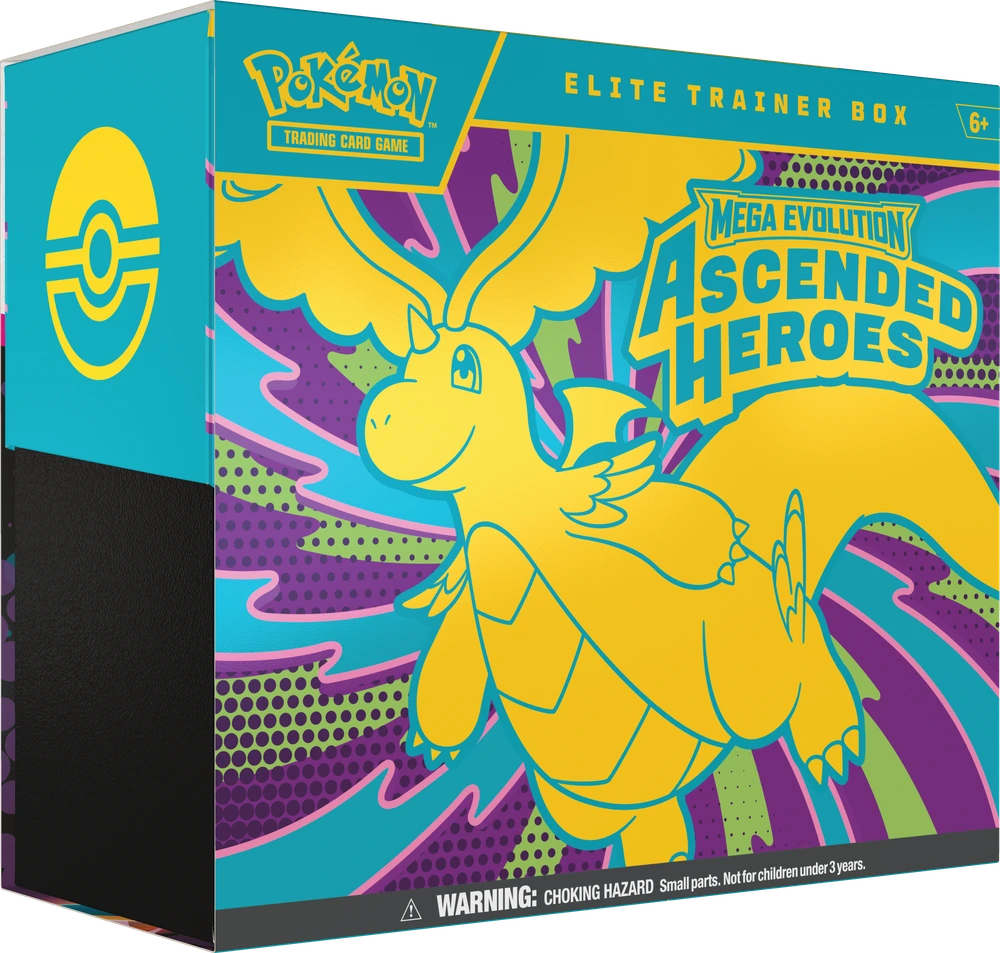 POKéMON™
TRADING CARD GAME
ELITE TRAINER BOX
6+
MEGA EVOLUTION
ASCENDED
HEROES
WARNING: CHOKING HAZARD Small parts. Not for children under 3 years.